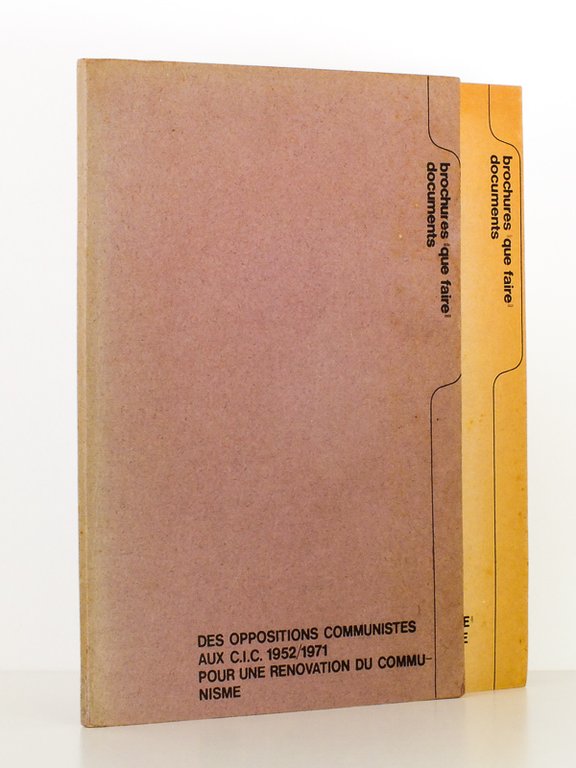 brochures "que faire"
documents
DES OPPOSITIONS COMMUNISTES
AUX C.I.C. 1952/1971
POUR UNE RENOVATION DU COMMU-
NISME
brochures "que faire"
documents
E
E